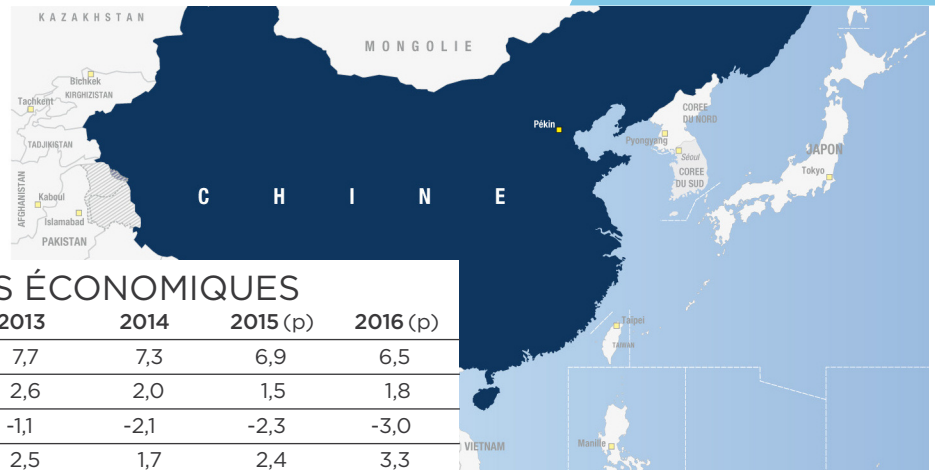 KAZAKHSTAN
MONGOLIE
Bichkek
KIRGHIZISTAN
Tachkent
TADJIKISTAN
AFGHANISTAN
Kaboul
Islamabad
PAKISTAN
Pékin
CHINE
COREE
DU NORD
Pyongyang
Séoul
COREE
DU SUD
JAPON
Tokyo
Taipei
TAIWAN
VIETNAM
Manille
S ÉCONOMIQUES
2013 2014 2015 (p) 2016 (p)
7,7 7,3 6,9 6,5
2,6 2,0 1,5 1,8
-1,1 -2,1 -2,3 -3,0
2,5 1,7 2,4 3,3